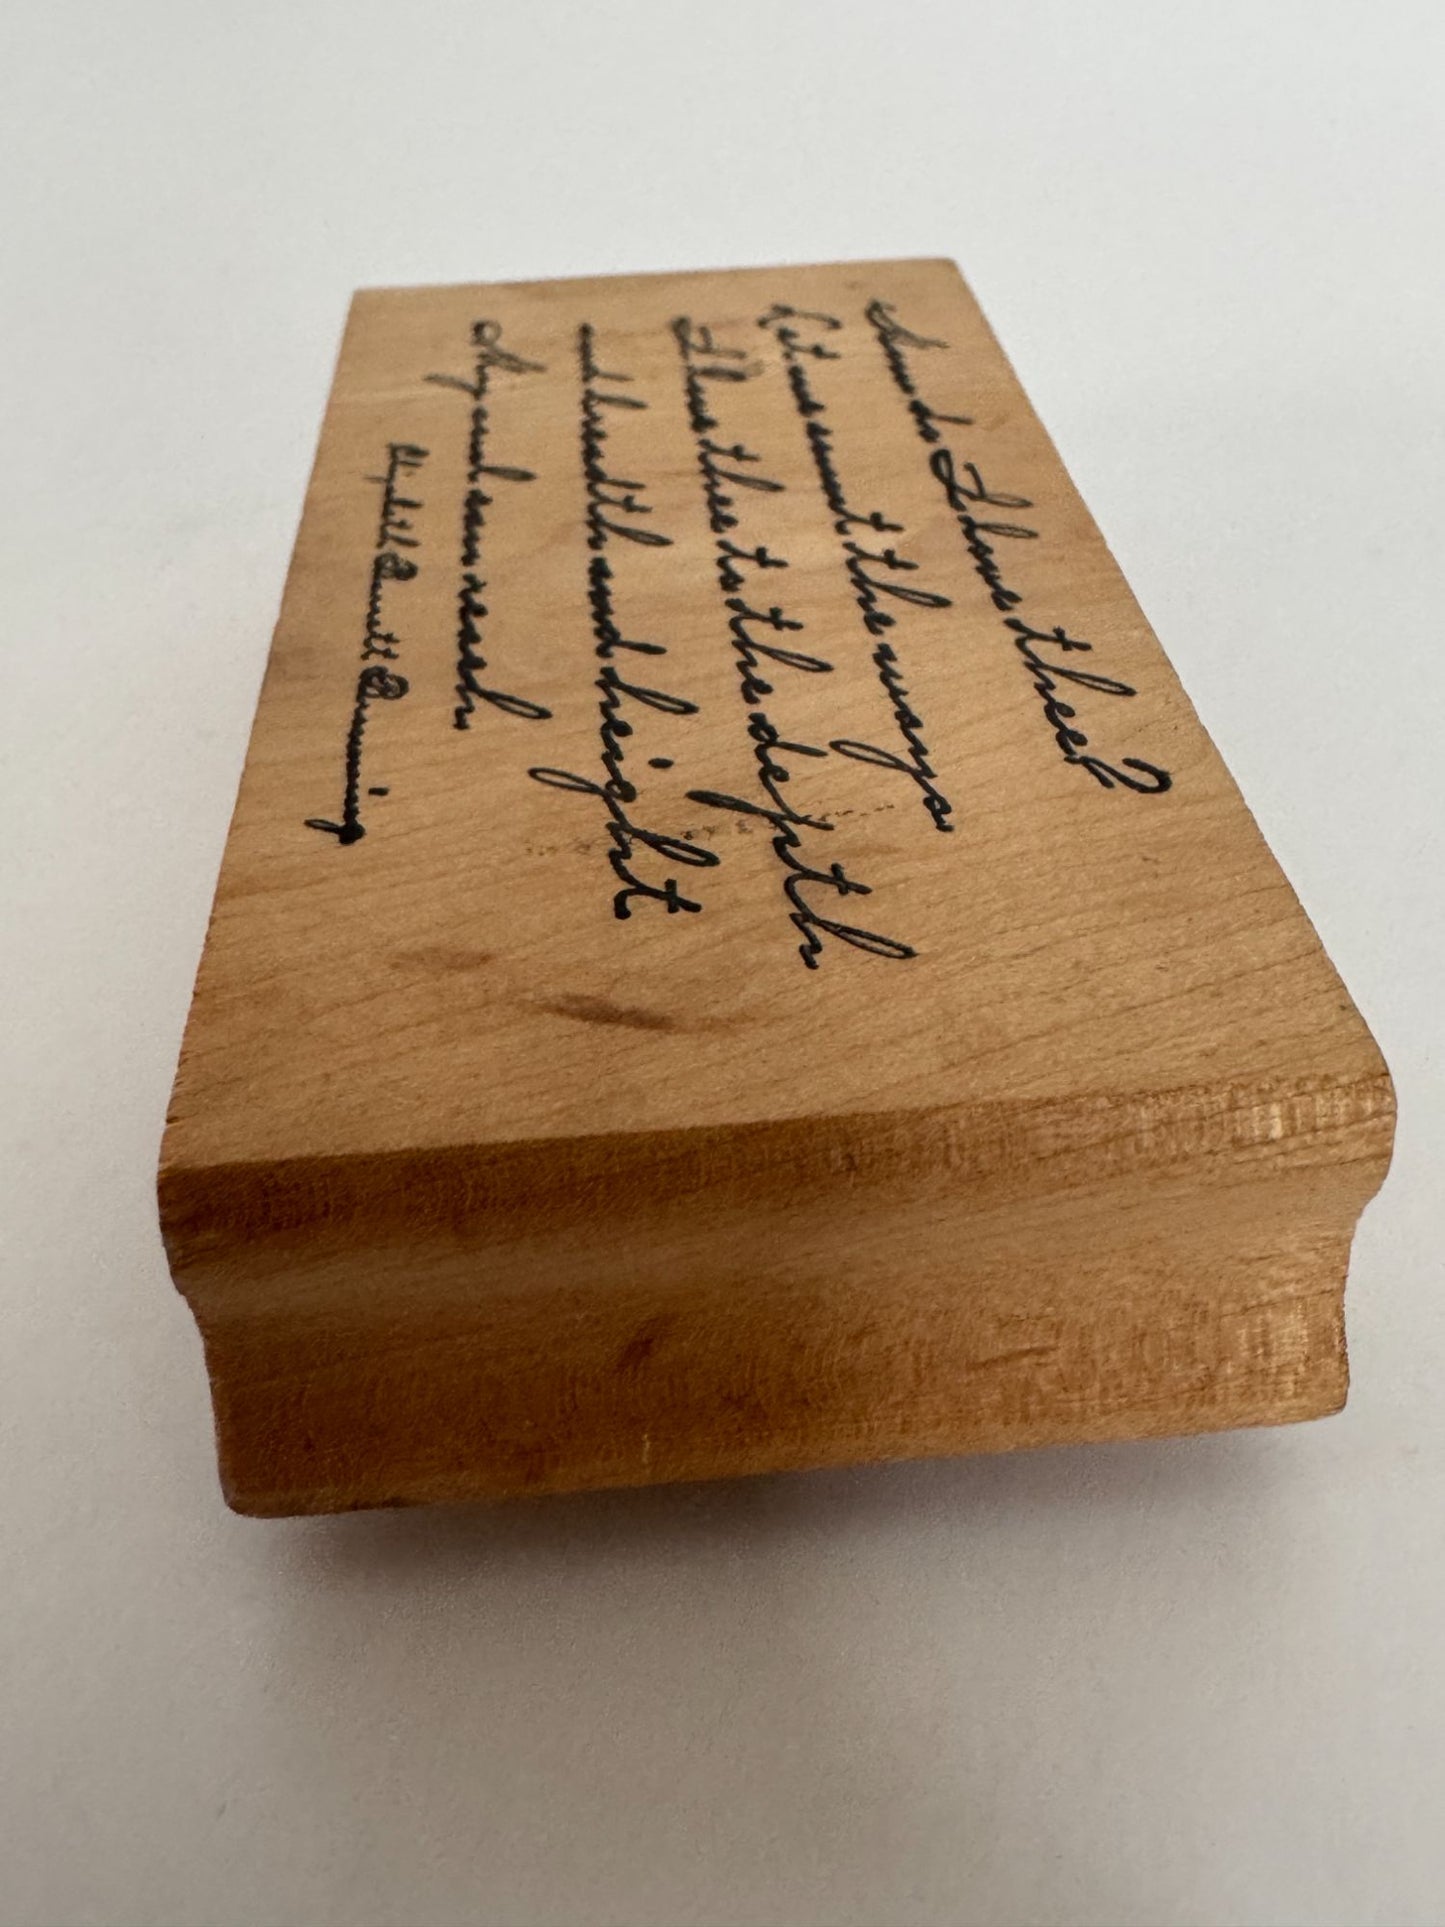 How do I love thee?
Let me count the ways.
I love thee to the depth
and breadth and height
My soul can reach
Elizabeth Barrett Browning